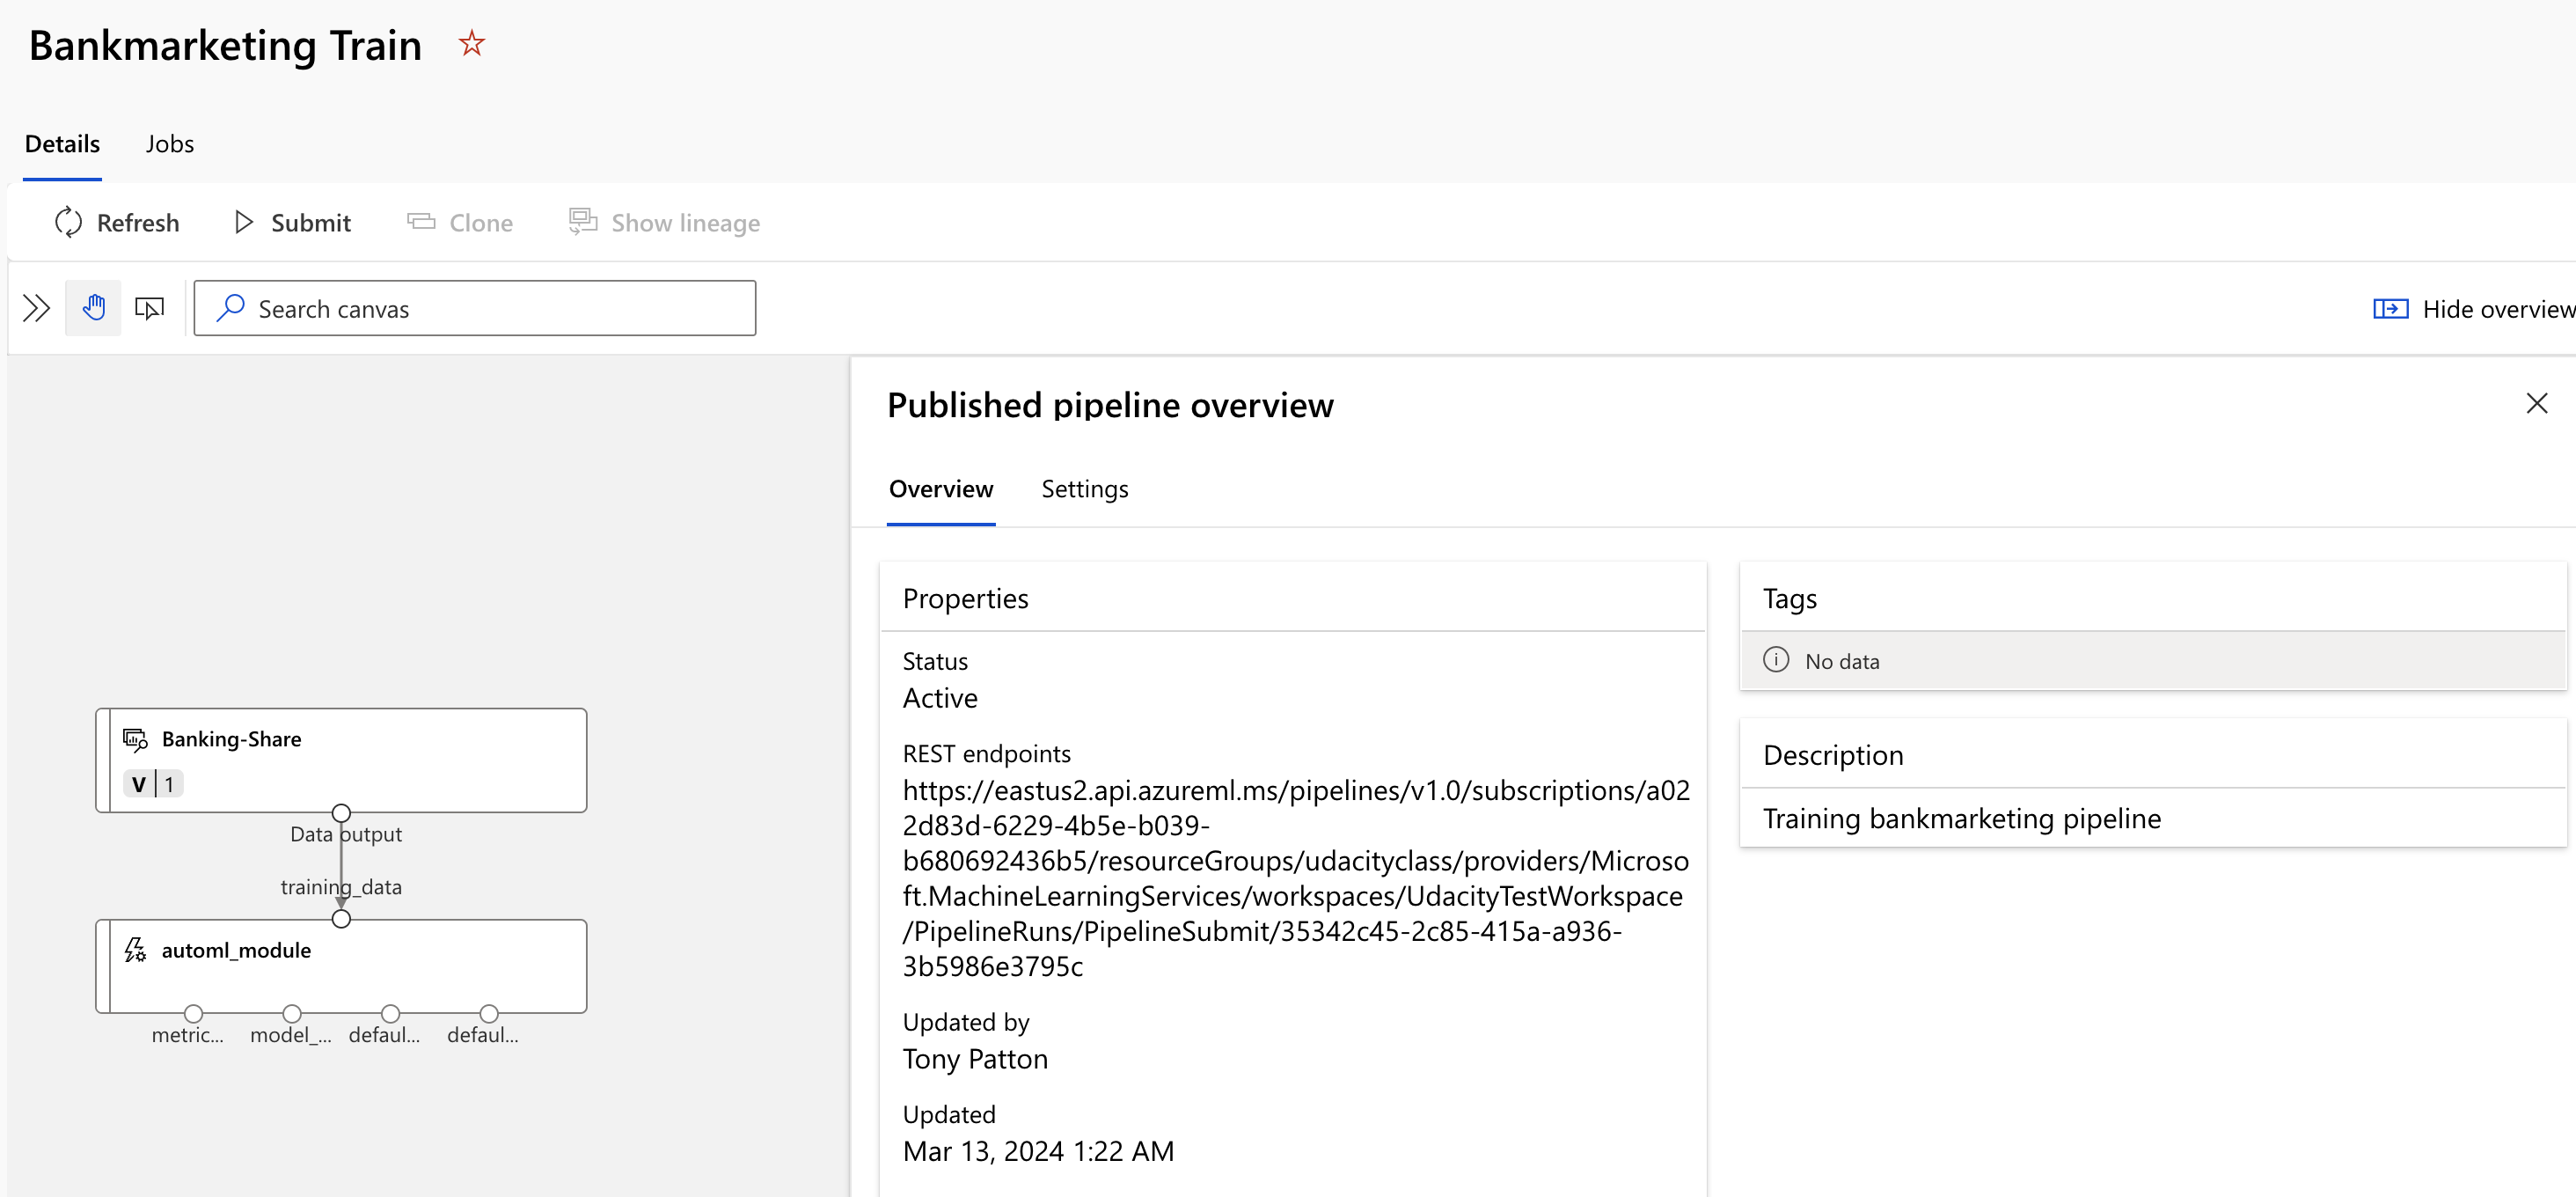 Bankmarketing Train
Details Jobs
Refresh Submit Clone Show lineage
Search canvas
Hide overview
Published pipeline overview
Overview Settings
Banking-Share
V 1
Data output
training_data
automl_module
metric... model_... defaul... defaul...
Properties
Status
Active
REST endpoints
https://eastus2.api.azureml.ms/pipelines/v1.0/subscriptions/a02
2d83d-6229-4b5e-b039-
b680692436b5/resourceGroups/udacityclass/providers/Microso
ft.MachineLearningServices/workspaces/UdacityTestWorkspace
/PipelineRuns/PipelineSubmit/35342c45-2c85-415a-a936-
3b5986e3795c
Updated by
Tony Patton
Updated
Mar 13, 2024 1:22 AM
Tags
No data
Description
Training bankmarketing pipeline